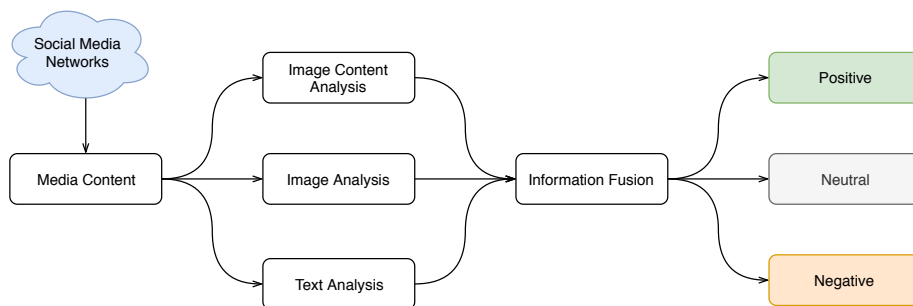 Social Media
Networks
Media Content
Image Content
Analysis
Image Analysis
Text Analysis
Information Fusion
Positive
Neutral
Negative